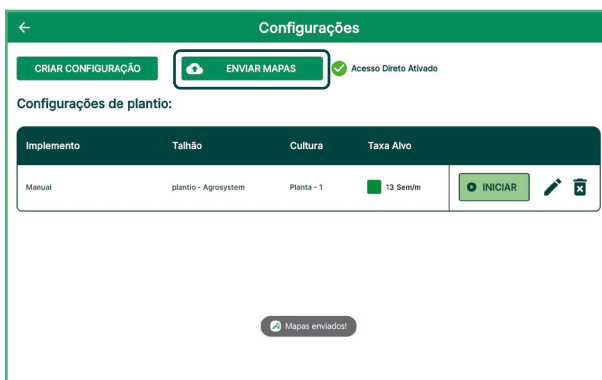 Configurações
CRIAR CONFIGURAÇÃO ENVIAR MAPAS Acesso Direto Ativado
Configurações de plantio:
Implemento Talhão Cultura Taxa Alvo
Manual plantio - Agrosystem Planta - 1 13 Sem/m INICIAR
Mapas enviados!